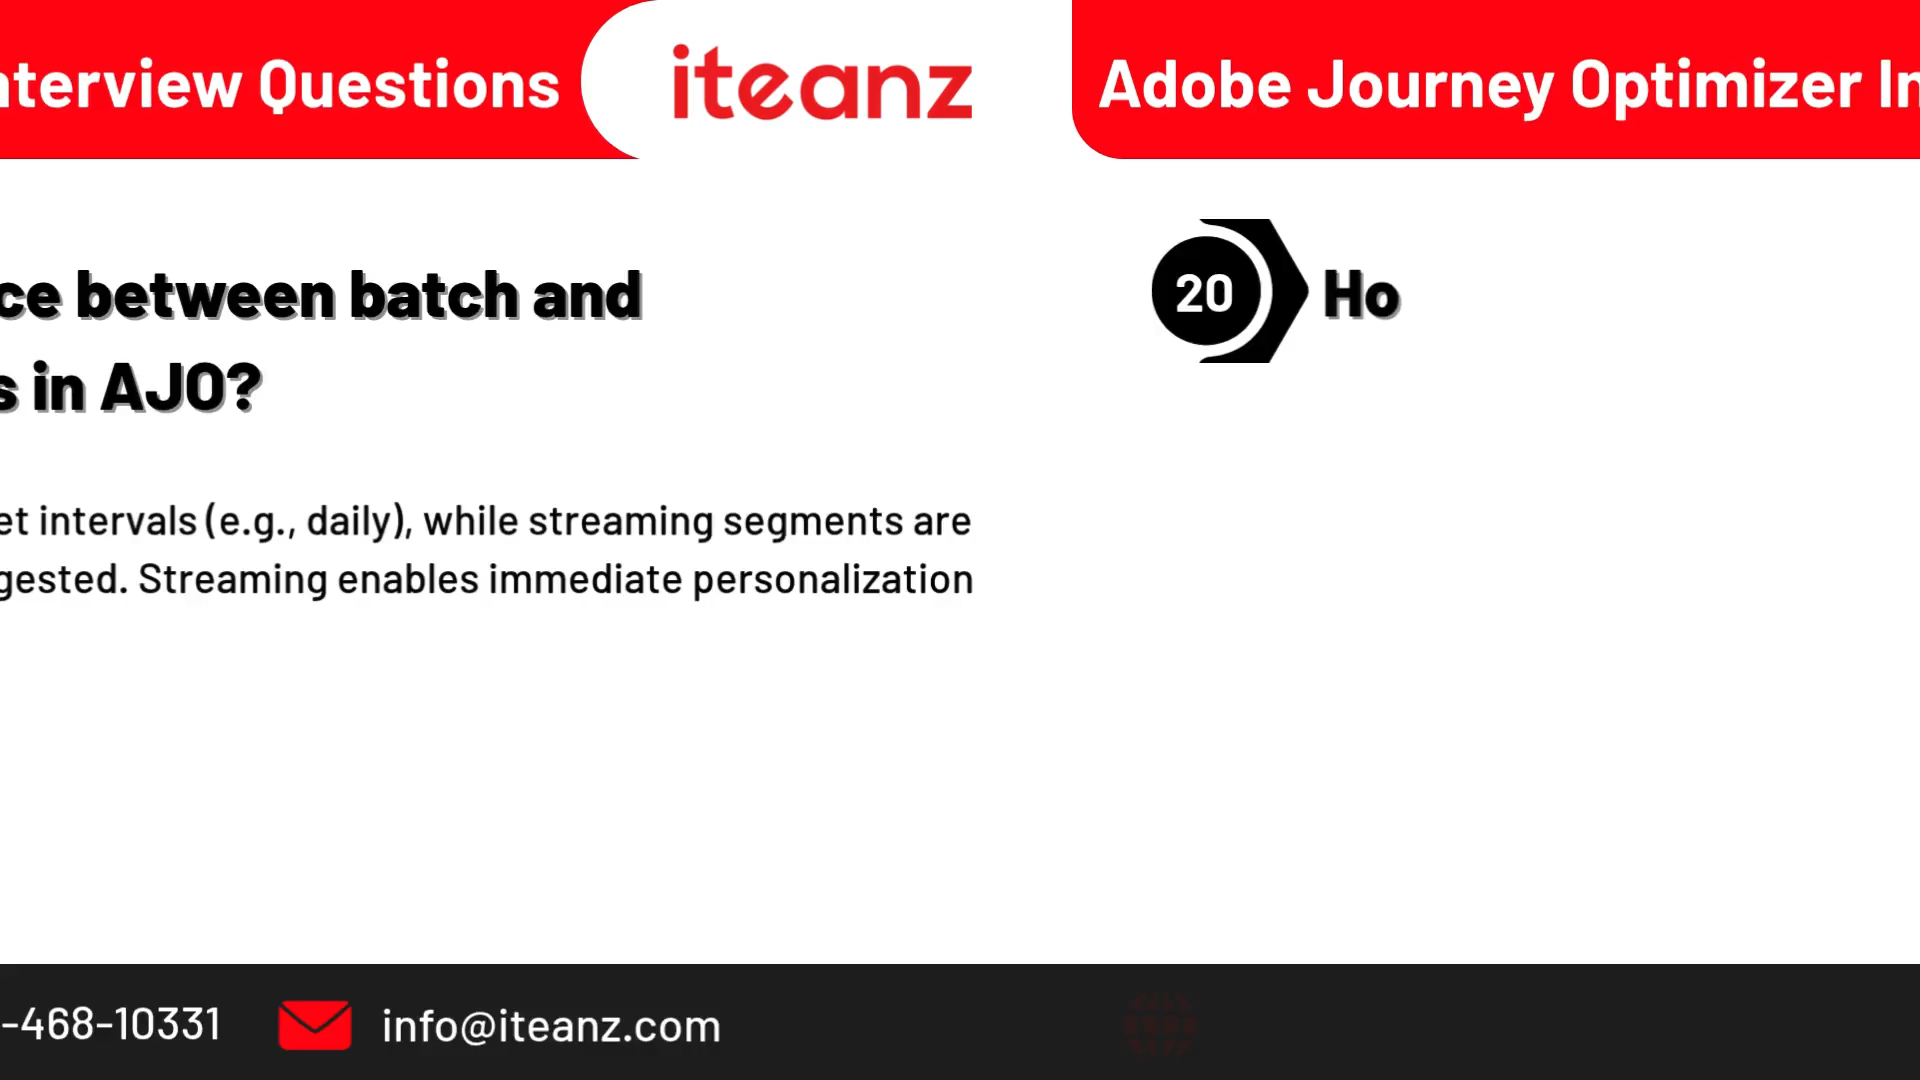 nterview Questions
iteanz
ce between batch and
s in AJO?
et intervals (e.g., daily), while streaming segments are
gested. Streaming enables immediate personalization
-468-10331
info@iteanz.com
Adobe Journey Optimizer In
20
Ho